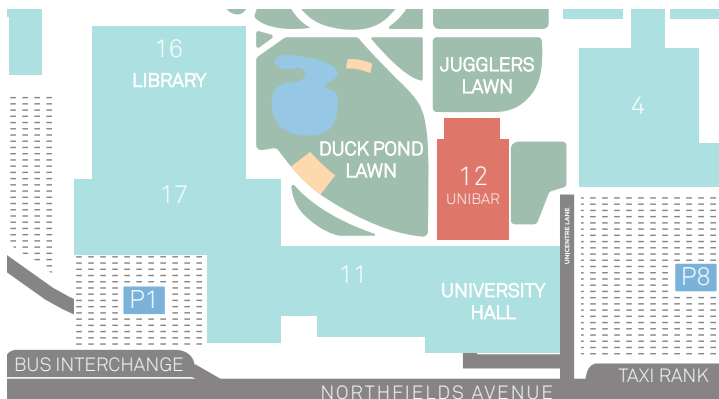 16
LIBRARY
JUGGLERS
LAWN
4
DUCK POND
LAWN
12
UNIBAR
17
UNICENTRE LANE
11
P8
P1
UNIVERSITY
HALL
BUS INTERCHANGE
TAXI RANK
NORTHFIELDS AVENUE